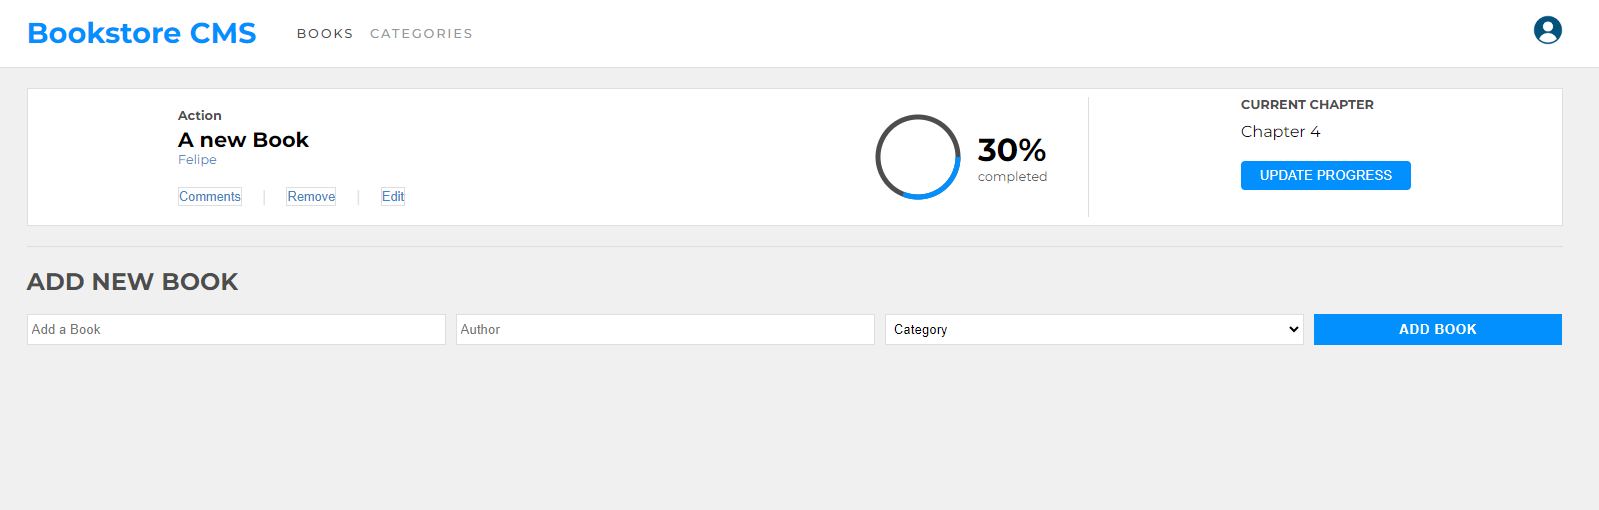 Bookstore CMS
BOOKS
CATEGORIES
Action
A new Book
Felipe
Comments | Remove | Edit
30%
completed
CURRENT CHAPTER
Chapter 4
UPDATE PROGRESS
ADD NEW BOOK
Add a Book
Author
Category
ADD BOOK